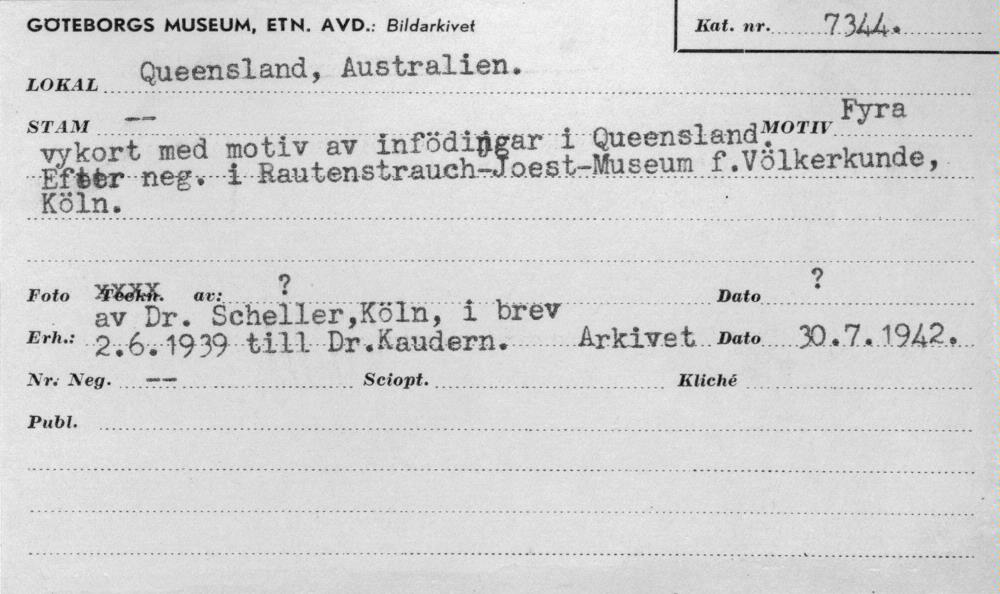 GÖTEBORGS MUSEUM, ETN. AVD.: Bildarkivet
Kat. nr. 7344.
LOKAL Queensland, Australien.
STAM -- MOTIV Fyra
vykort med motiv av infödingar i Queensland.
Efter neg. i Rautenstrauch-Joest-Museum f.Völkerkunde,
Köln.
Foto Teckn. av: ? Dato ?
av Dr. Scheller,Köln, i brev
Erh.: 2.6.1939 till Dr.Kaudern. Arkivet Dato 30.7.1942.
Nr. Neg. -- Sciopt. Kliché
Publ.